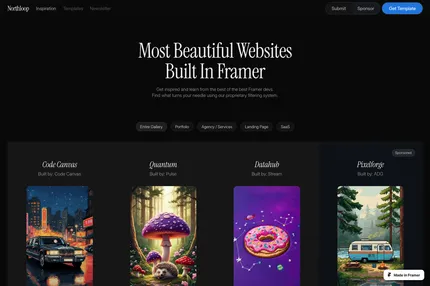 Northloop Inspiration Templates Newsletter Submit Sponsor Get Template
Most Beautiful Websites
Built In Framer
Get inspired and learn from the best of the best Framer devs.
Find what turns your needle using our proprietary filtering system.
Entire Gallery Portfolio Agency / Services Landing Page SaaS
Sponsored
Code Canvas Quantum Datahub Pixelforge
Built by: Code Canvas Built by: Pulse Built by: Stream Built by: ADS
Made in Framer